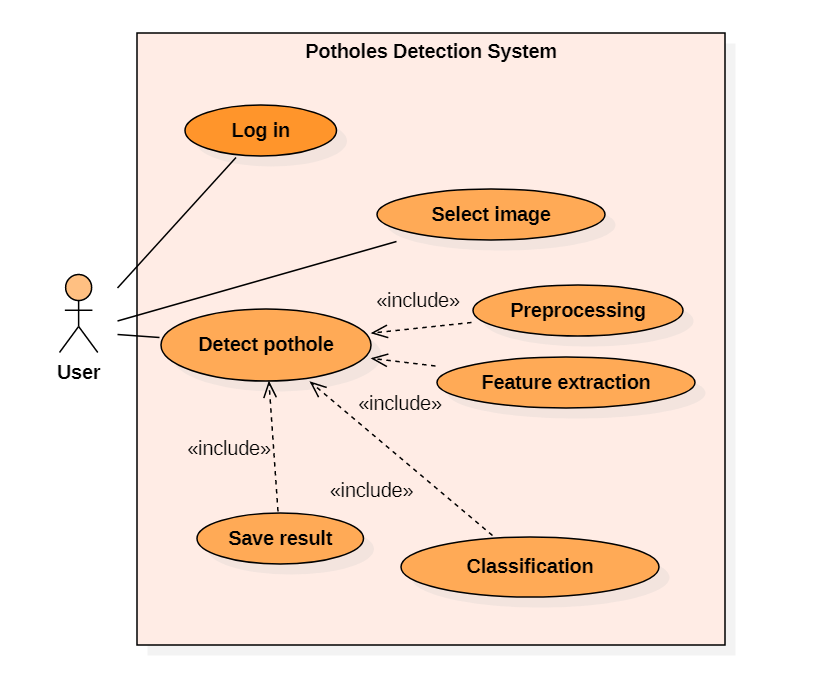 Potholes Detection System
Log in
Select image
«include»
Preprocessing
Detect pothole
User
Feature extraction
«include»
«include»
«include»
Save result
Classification